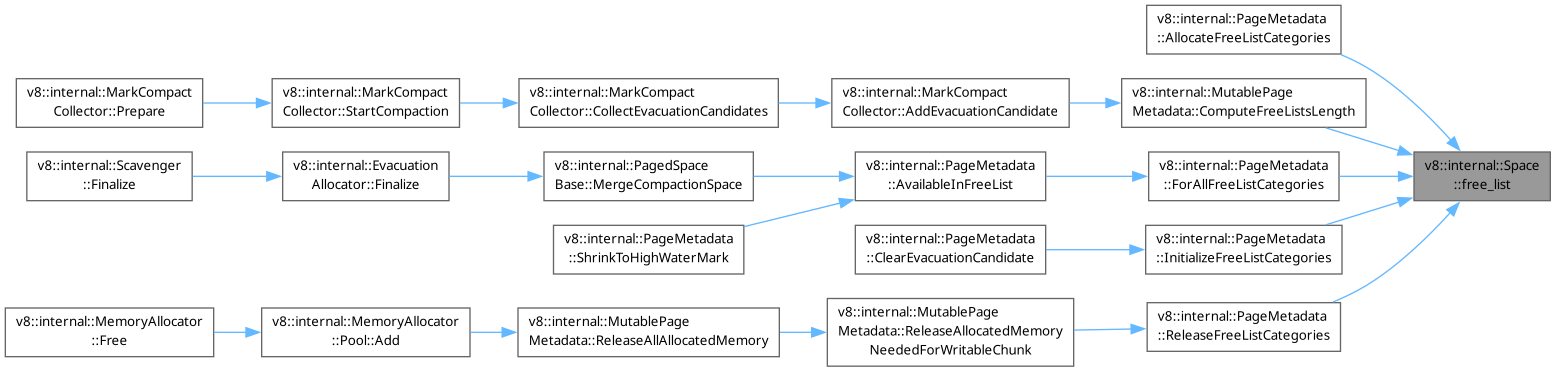 v8::internal::PageMetadata
::AllocateFreeListCategories
v8::internal::MarkCompact
Collector::Prepare
v8::internal::MarkCompact
Collector::StartCompaction
v8::internal::MarkCompact
Collector::CollectEvacuationCandidates
v8::internal::MarkCompact
Collector::AddEvacuationCandidate
v8::internal::MutablePage
Metadata::ComputeFreeListsLength
v8::internal::Scavenger
::Finalize
v8::internal::Evacuation
Allocator::Finalize
v8::internal::PagedSpace
Base::MergeCompactionSpace
v8::internal::PageMetadata
::AvailableInFreeList
v8::internal::PageMetadata
::ForAllFreeListCategories
v8::internal::Space
::free_list
v8::internal::PageMetadata
::ShrinkToHighWaterMark
v8::internal::PageMetadata
::ClearEvacuationCandidate
v8::internal::PageMetadata
::InitializeFreeListCategories
v8::internal::MemoryAllocator
::Free
v8::internal::MemoryAllocator
::Pool::Add
v8::internal::MutablePage
Metadata::ReleaseAllAllocatedMemory
v8::internal::MutablePage
Metadata::ReleaseAllocatedMemory
NeededForWritableChunk
v8::internal::PageMetadata
::ReleaseFreeListCategories